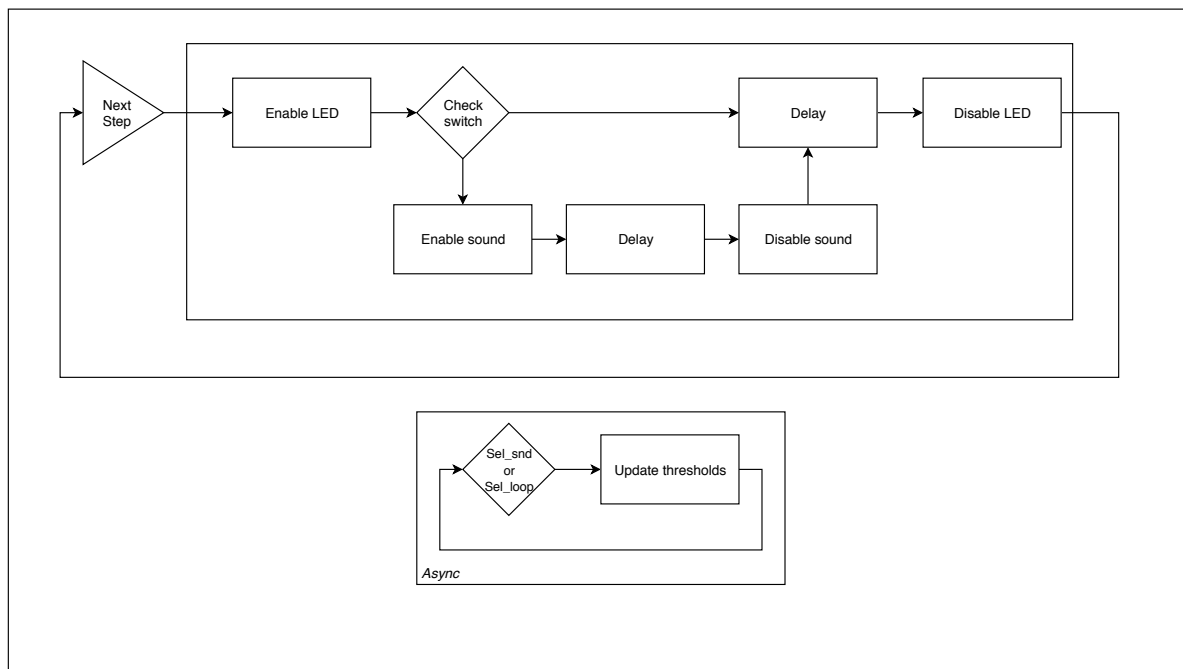 Next
Step
Enable LED
Check
switch
Delay
Disable LED
Enable sound
Delay
Disable sound
Sel_snd
or
Sel_loop
Update thresholds
Async